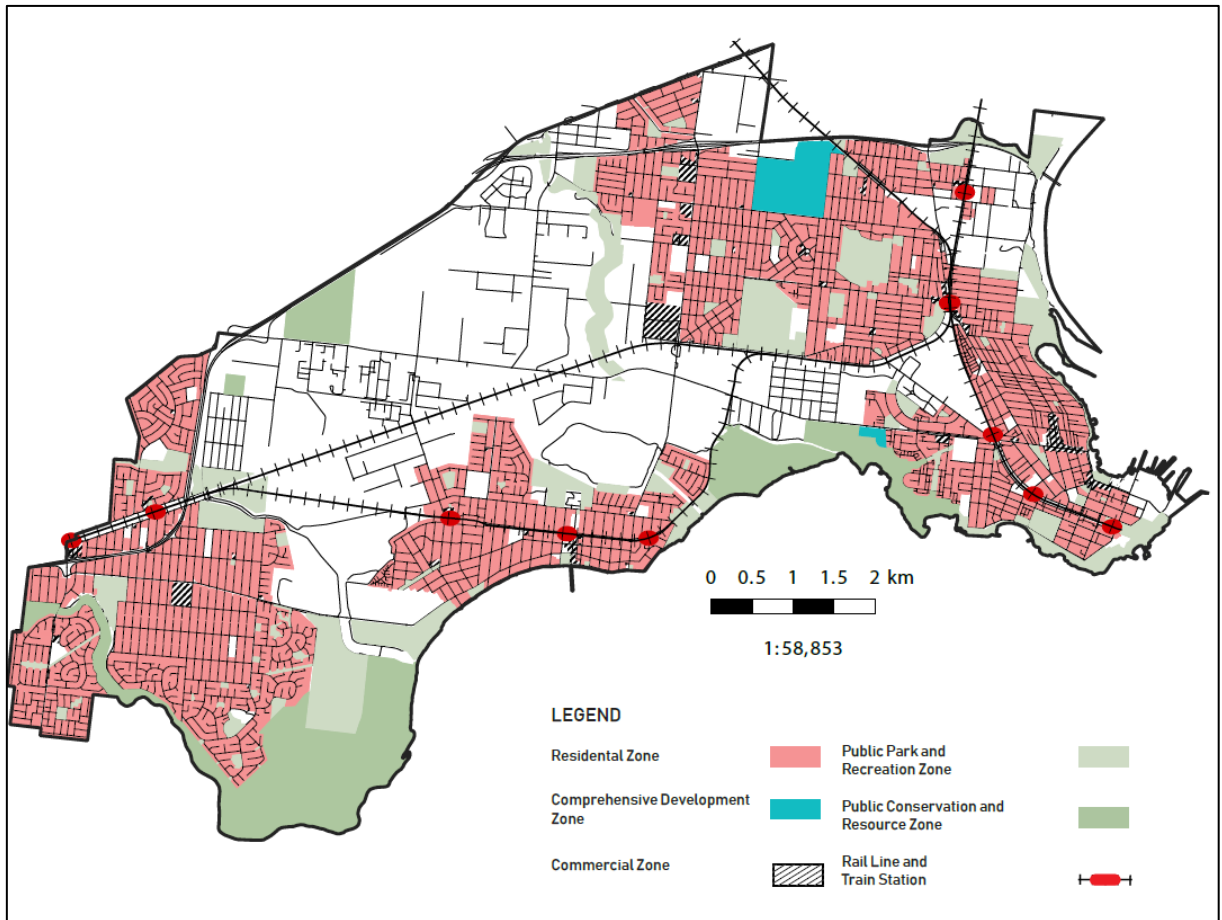 0 0.5 1 1.5 2 km
1:58,853
LEGEND
Residental Zone
Comprehensive Development
Zone
Commercial Zone
Public Park and
Recreation Zone
Public Conservation and
Resource Zone
Rail Line and
Train Station